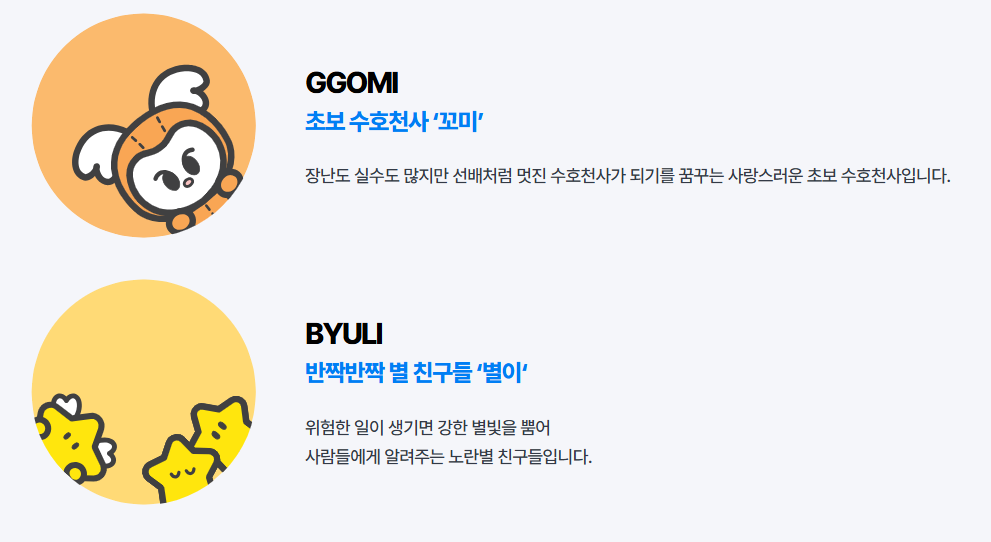 GGOMI
초보 수호천사 ‘꼬미’
장난도 실수도 많지만 선배처럼 멋진 수호천사가 되기를 꿈꾸는 사랑스러운 초보 수호천사입니다.
BYULI
반짝반짝 별 친구들 ‘별이‘
위험한 일이 생기면 강한 별빛을 뿜어
사람들에게 알려주는 노란별 친구들입니다.